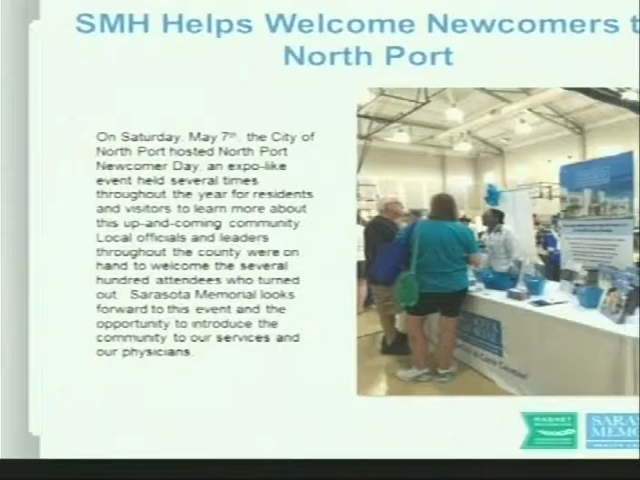 SMH Helps Welcome Newcomers t
North Port
On Saturday, May 7th, the City of
North Port hosted North Port
Newcomer Day, an expo-like
event held several times
throughout the year for residents
and visitors to learn more about
this up-and-coming community.
Local officials and leaders
throughout the county were on
hand to welcome the several
hundred attendees who turned
out. Sarasota Memorial looks
forward to this event and the
opportunity to introduce the
community to our services and
our physicians.
MAGNET
RECOGNIZED
SARA
MEMO
HEALTH CA